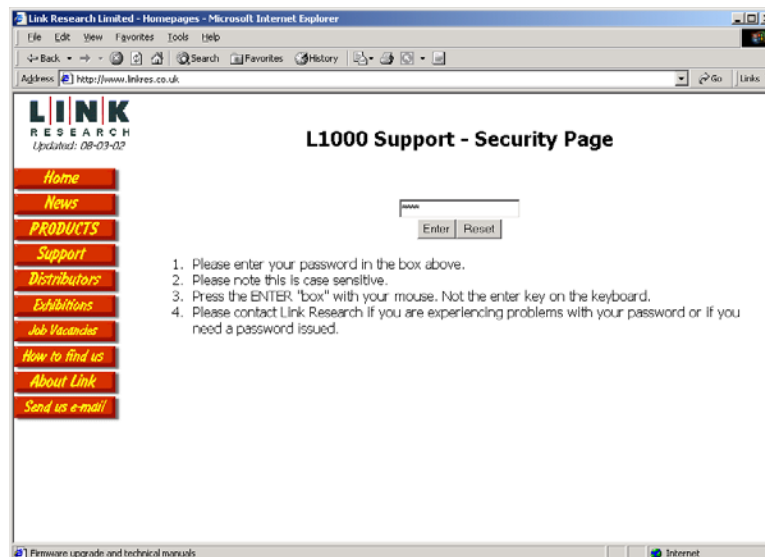 Link Research Limited - Homepages - Microsoft Internet Explorer
File Edit View Favorites Tools Help
Back Search Favorites History
Address http://www.linkres.co.uk Go Links
LINK
RESEARCH
Updated: 08-03-02
L1000 Support - Security Page
Home
News
PRODUCTS
Support
Distributors
Exhibitions
Job Vacancies
How to find us
About Link
Send us e-mail
****
Enter Reset
1. Please enter your password in the box above.
2. Please note this is case sensitive.
3. Press the ENTER "box" with your mouse. Not the enter key on the keyboard.
4. Please contact Link Research if you are experiencing problems with your password or if you
need a password issued.
Firmware upgrade and technical manuals Internet